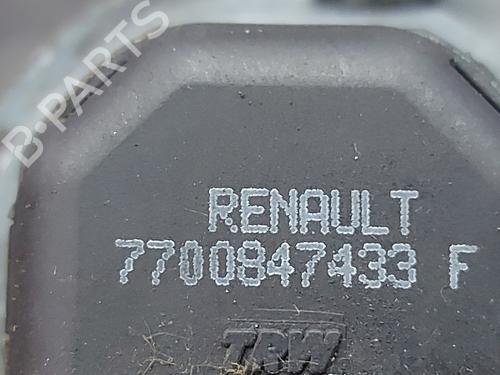 B-PARTS
RENAULT
7700847433 F
TRW